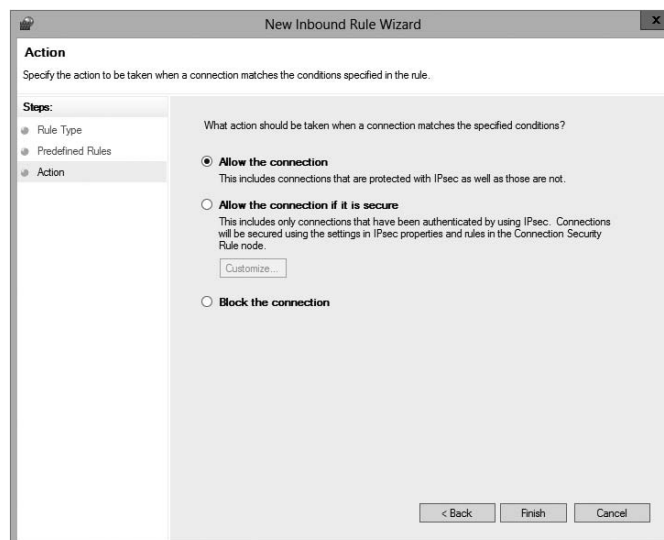 New Inbound Rule Wizard
x
Action
Specify the action to be taken when a connection matches the conditions specified in the rule.
Steps:
Rule Type
Predefined Rules
Action
What action should be taken when a connection matches the specified conditions?
Allow the connection
This includes connections that are protected with IPsec as well as those are not.
Allow the connection if it is secure
This includes only connections that have been authenticated by using IPsec. Connections
will be secured using the settings in IPsec properties and rules in the Connection Security
Rule node.
Customize...
Block the connection
< Back
Finish
Cancel